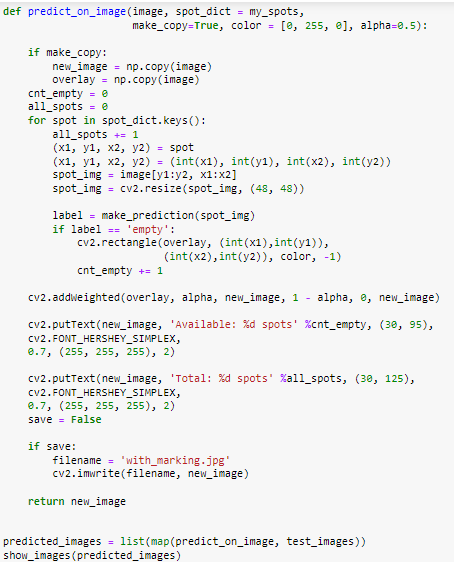 def predict_on_image(image, spot_dict = my_spots,
                     make_copy=True, color = [0, 255, 0], alpha=0.5):

    if make_copy:
        new_image = np.copy(image)
        overlay = np.copy(image)
    cnt_empty = 0
    all_spots = 0
    for spot in spot_dict.keys():
        all_spots += 1
        (x1, y1, x2, y2) = spot
        (x1, y1, x2, y2) = (int(x1), int(y1), int(x2), int(y2))
        spot_img = image[y1:y2, x1:x2]
        spot_img = cv2.resize(spot_img, (48, 48))

        label = make_prediction(spot_img)
        if label == 'empty':
            cv2.rectangle(overlay, (int(x1),int(y1)),
                          (int(x2),int(y2)), color, -1)
            cnt_empty += 1

    cv2.addWeighted(overlay, alpha, new_image, 1 - alpha, 0, new_image)

    cv2.putText(new_image, 'Available: %d spots' %cnt_empty, (30, 95),
    cv2.FONT_HERSHEY_SIMPLEX,
    0.7, (255, 255, 255), 2)

    cv2.putText(new_image, 'Total: %d spots' %all_spots, (30, 125),
    cv2.FONT_HERSHEY_SIMPLEX,
    0.7, (255, 255, 255), 2)
    save = False

    if save:
        filename = 'with_marking.jpg'
        cv2.imwrite(filename, new_image)

    return new_image


predicted_images = list(map(predict_on_image, test_images))
show_images(predicted_images)